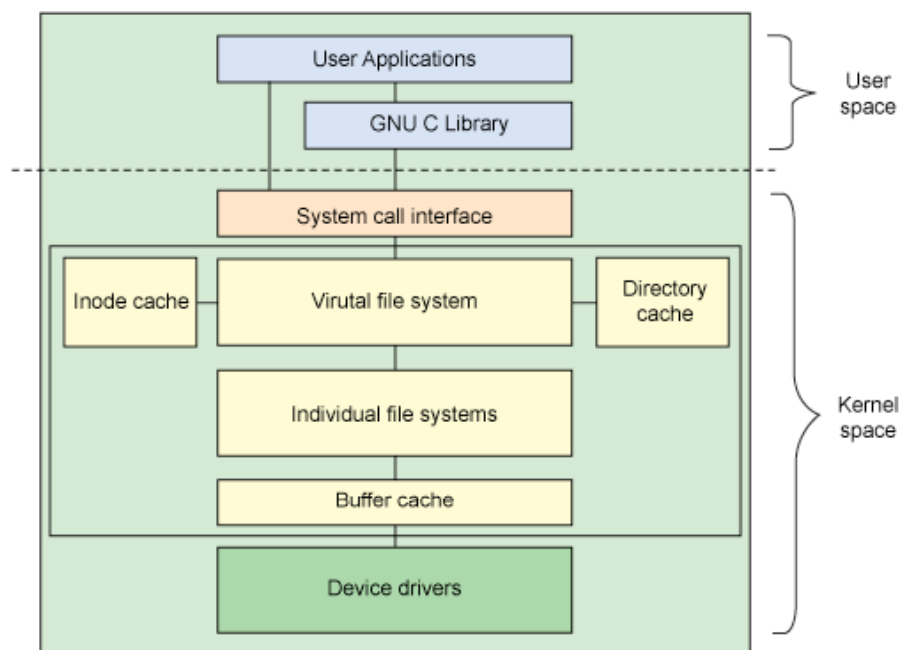 User Applications
User
space
GNU C Library
System call interface
Inode cache
Virutal file system
Directory
cache
Individual file systems
Kernel
space
Buffer cache
Device drivers